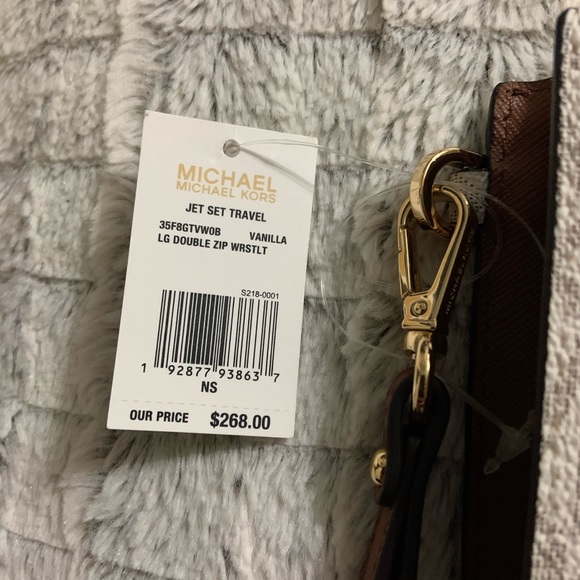 MICHAEL
MICHAEL KORS
JET SET TRAVEL
35F8GTVW0B VANILLA
LG DOUBLE ZIP WRSTLT
S218-0001
1 92877 93863 7
NS
OUR PRICE $268.00